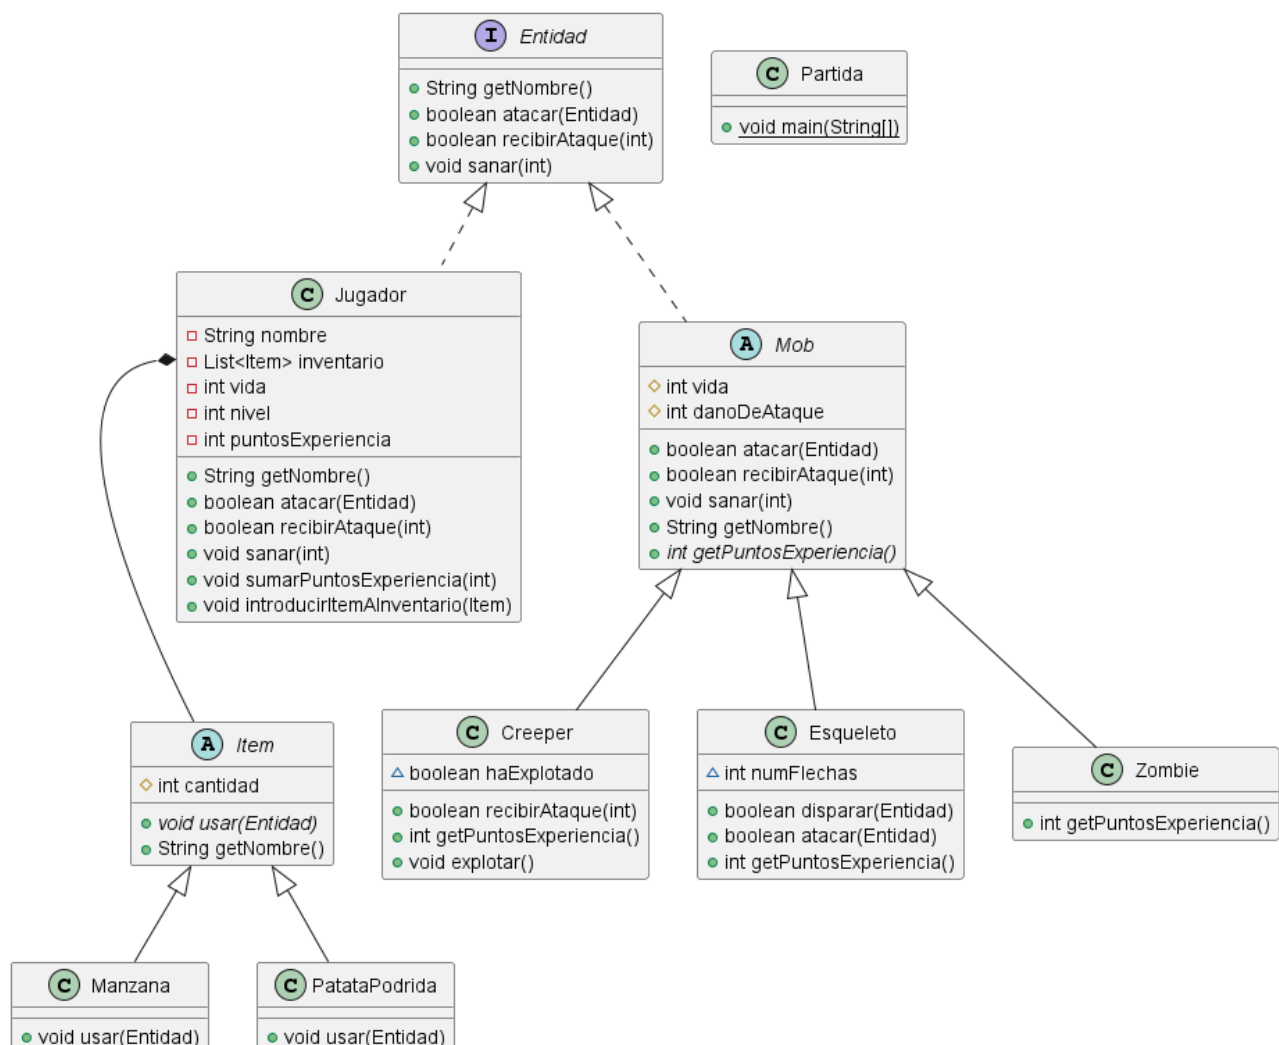 I Entidad
String getNombre()
boolean atacar(Entidad)
boolean recibirAtaque(int)
void sanar(int)
C Partida
void main(String[])
C Jugador
String nombre
List<Item> inventario
int vida
int nivel
int puntosExperiencia
String getNombre()
boolean atacar(Entidad)
boolean recibirAtaque(int)
void sanar(int)
void sumarPuntosExperiencia(int)
void introducirItemAInventario(Item)
A Mob
int vida
int danoDeAtaque
boolean atacar(Entidad)
boolean recibirAtaque(int)
void sanar(int)
String getNombre()
int getPuntosExperiencia()
A Item
int cantidad
void usar(Entidad)
String getNombre()
C Creeper
boolean haExplotado
boolean recibirAtaque(int)
int getPuntosExperiencia()
void explotar()
C Esqueleto
int numFlechas
boolean disparar(Entidad)
boolean atacar(Entidad)
int getPuntosExperiencia()
C Zombie
int getPuntosExperiencia()
C Manzana
void usar(Entidad)
C PatataPodrida
void usar(Entidad)